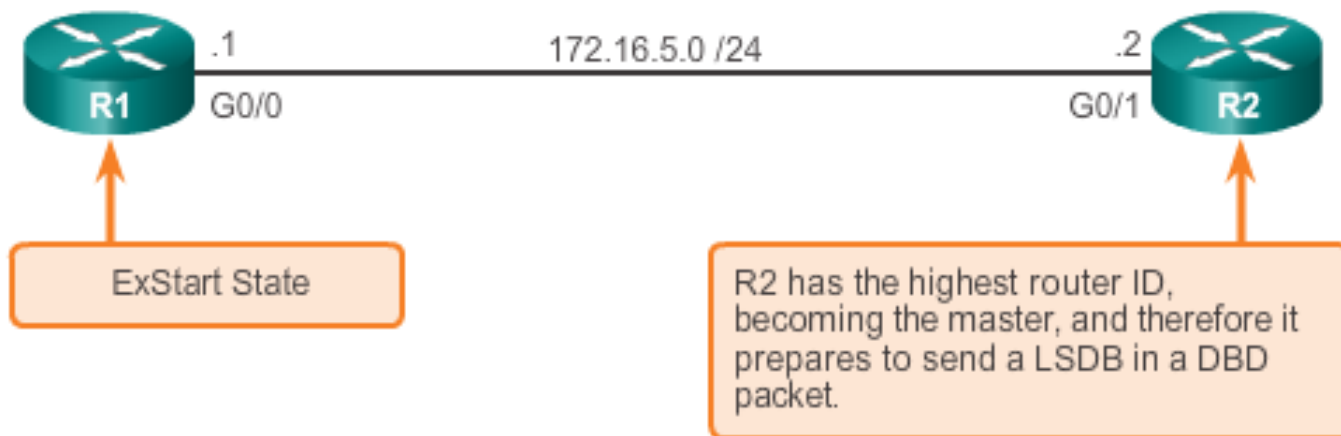 .1
172.16.5.0 /24
.2
R1
G0/0
G0/1
R2
ExStart State
R2 has the highest router ID,
becoming the master, and therefore it
prepares to send a LSDB in a DBD
packet.